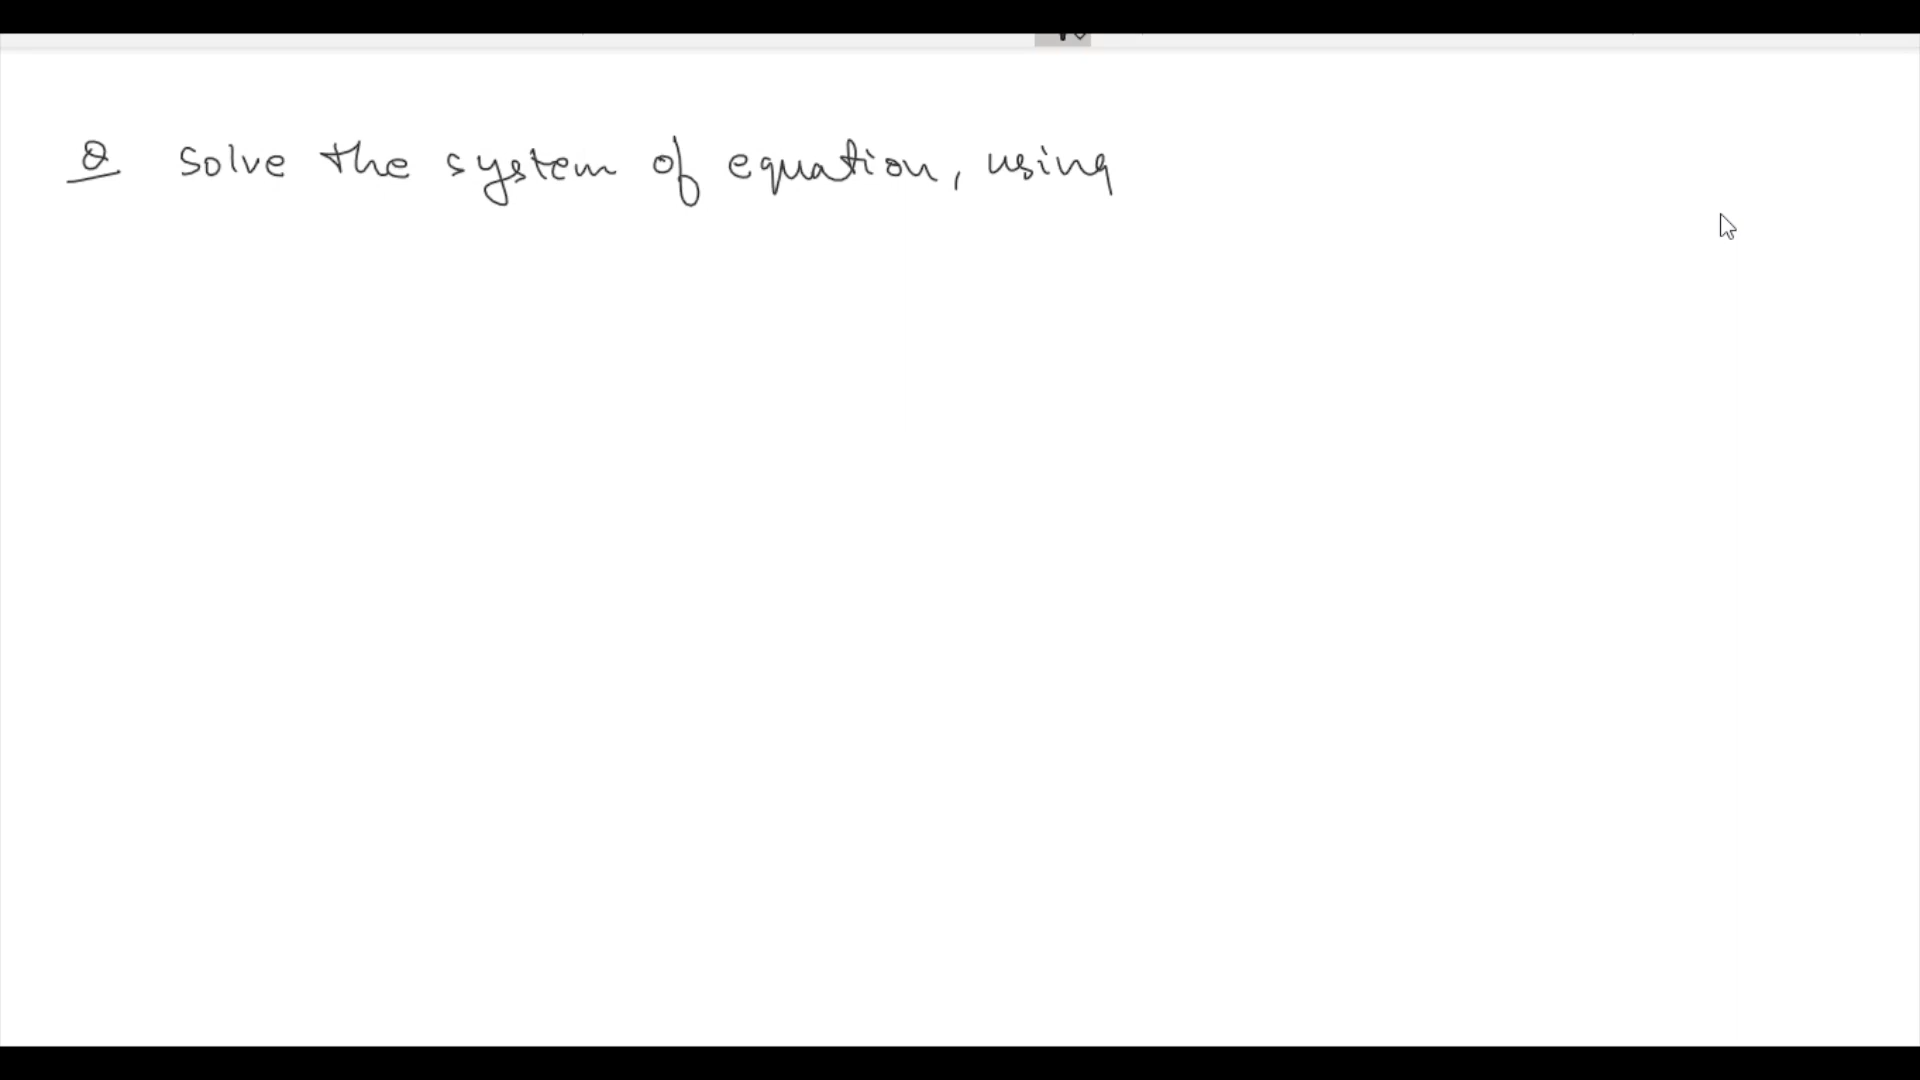 Q Solve the system of equation, using